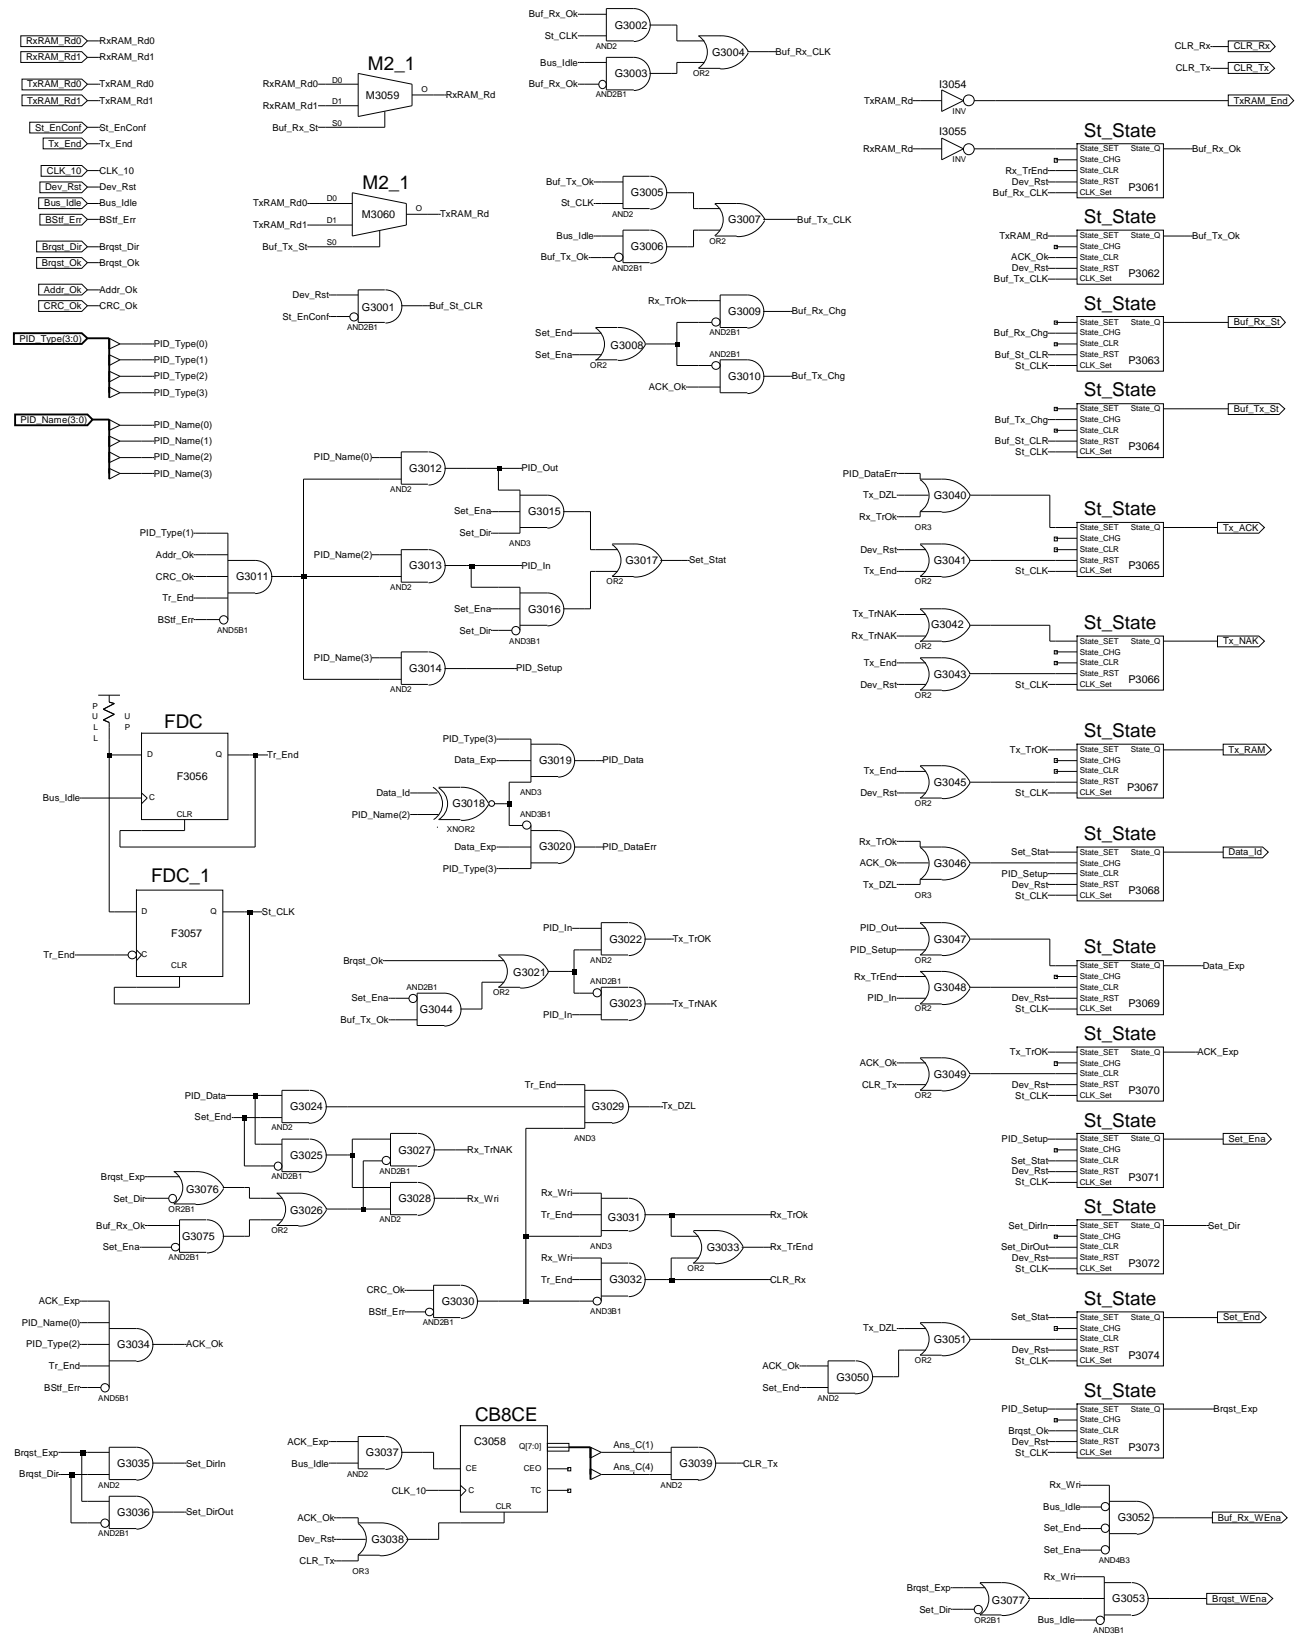 RxRAM_Rd0 RxRAM_Rd0
RxRAM_Rd1 RxRAM_Rd1
TxRAM_Rd0 TxRAM_Rd0
TxRAM_Rd1 TxRAM_Rd1
St_EnConf St_EnConf
Tx_End Tx_End
CLK_10 CLK_10
Dev_Rst Dev_Rst
Bus_Idle Bus_Idle
BStf_Err BStf_Err
Brqst_Dir Brqst_Dir
Brqst_Ok Brqst_Ok
Addr_Ok Addr_Ok
CRC_Ok CRC_Ok
PID_Type(3:0)
PID_Type(0)
PID_Type(1)
PID_Type(2)
PID_Type(3)
PID_Name(3:0)
PID_Name(0)
PID_Name(1)
PID_Name(2)
PID_Name(3)
M2_1
RxRAM_Rd0 D0
RxRAM_Rd1 D1
M3059 O RxRAM_Rd
Buf_Rx_St S0
M2_1
TxRAM_Rd0 D0
TxRAM_Rd1 D1
M3060 O TxRAM_Rd
Buf_Tx_St S0
Dev_Rst
St_EnConf
G3001 Buf_St_CLR
AND2B1
Buf_Rx_Ok
St_CLK
G3002
AND2
Bus_Idle
Buf_Rx_Ok
G3003
AND2B1
G3004 Buf_Rx_CLK
OR2
Buf_Tx_Ok
St_CLK
G3005
AND2
Bus_Idle
Buf_Tx_Ok
G3006
AND2B1
G3007 Buf_Tx_CLK
OR2
Set_End
Set_Ena
G3008
OR2
Rx_TrOk
G3009 Buf_Rx_Chg
AND2B1
AND2B1
ACK_Ok
G3010 Buf_Tx_Chg
CLR_Rx CLR_Rx
CLR_Tx CLR_Tx
I3054
TxRAM_Rd INV TxRAM_End
I3055
RxRAM_Rd INV
St_State
State_SET State_Q Buf_Rx_Ok
State_CHG
Rx_TrEnd State_CLR
Dev_Rst State_RST
Buf_Rx_CLK CLK_Set P3061
St_State
TxRAM_Rd State_SET State_Q Buf_Tx_Ok
State_CHG
ACK_Ok State_CLR
Dev_Rst State_RST
Buf_Tx_CLK CLK_Set P3062
St_State
State_SET State_Q Buf_Rx_St
Buf_Rx_Chg State_CHG
State_CLR
Buf_St_CLR State_RST
St_CLK CLK_Set P3063
St_State
State_SET State_Q Buf_Tx_St
Buf_Tx_Chg State_CHG
State_CLR
Buf_St_CLR State_RST
St_CLK CLK_Set P3064
PID_Type(1)
Addr_Ok
CRC_Ok
Tr_End
BStf_Err
G3011
AND5B1
PID_Name(0)
G3012 PID_Out
AND2
Set_Ena
Set_Dir
G3015
AND3
PID_Name(2)
G3013 PID_In
AND2
Set_Ena
Set_Dir
G3016
AND3B1
G3017 Set_Stat
OR2
PID_Name(3)
G3014 PID_Setup
AND2
PID_DataErr
Tx_DZL
Rx_TrOk
G3040
OR3
Dev_Rst
Tx_End
G3041
OR2
St_State
State_SET State_Q Tx_ACK
State_CHG
State_CLR
State_RST
St_CLK CLK_Set P3065
Tx_TrNAK
Rx_TrNAK
G3042
OR2
Tx_End
Dev_Rst
G3043
OR2
St_State
State_SET State_Q Tx_NAK
State_CHG
State_CLR
State_RST
St_CLK CLK_Set P3066
PULL UP
FDC
D Q Tr_End
F3056
Bus_Idle C
CLR
FDC_1
D Q St_CLK
F3057
Tr_End C
CLR
PID_Type(3)
Data_Exp
G3019 PID_Data
AND3
Data_Id
PID_Name(2)
G3018
XNOR2
AND3B1
Data_Exp
PID_Type(3)
G3020 PID_DataErr
St_State
Tx_TrOK State_SET State_Q Tx_RAM
State_CHG
State_CLR
Tx_End
Dev_Rst
G3045
OR2
State_RST
St_CLK CLK_Set P3067
St_State
Set_Stat State_SET State_Q Data_Id
Rx_TrOk
ACK_Ok
Tx_DZL
G3046
OR3
State_CHG
PID_Setup State_CLR
Dev_Rst State_RST
St_CLK CLK_Set P3068
PID_Out
PID_Setup
G3047
OR2
Rx_TrEnd
PID_In
G3048
OR2
St_State
State_SET State_Q Data_Exp
State_CHG
State_CLR
Dev_Rst State_RST
St_CLK CLK_Set P3069
Brqst_Ok
AND2B1
Set_Ena
Buf_Tx_Ok
G3044
G3021
OR2
PID_In
G3022 Tx_TrOK
AND2
AND2B1
PID_In
G3023 Tx_TrNAK
St_State
Tx_TrOK State_SET State_Q ACK_Exp
State_CHG
ACK_Ok
CLR_Tx
G3049
OR2
State_CLR
Dev_Rst State_RST
St_CLK CLK_Set P3070
PID_Data
Set_End
G3024
AND2
G3025
AND2B1
Brqst_Exp
Set_Dir
G3076
OR2B1
Buf_Rx_Ok
Set_Ena
G3075
AND2B1
G3026
OR2
G3027 Rx_TrNAK
AND2B1
G3028 Rx_Wri
AND2
Tr_End
G3029 Tx_DZL
AND3
Rx_Wri
Tr_End
G3031
AND3
Rx_TrOk
G3033 Rx_TrEnd
OR2
Rx_Wri
Tr_End
G3032 CLR_Rx
AND3B1
CRC_Ok
BStf_Err
G3030
AND2B1
St_State
PID_Setup State_SET State_Q Set_Ena
State_CHG
Set_Stat State_CLR
Dev_Rst State_RST
St_CLK CLK_Set P3071
St_State
Set_DirIn State_SET State_Q Set_Dir
State_CHG
Set_DirOut State_CLR
Dev_Rst State_RST
St_CLK CLK_Set P3072
St_State
Set_Stat State_SET State_Q Set_End
State_CHG
State_CLR
Dev_Rst State_RST
St_CLK CLK_Set P3074
Tx_DZL
G3051
OR2
ACK_Ok
Set_End
G3050
AND2
ACK_Exp
PID_Name(0)
PID_Type(2)
Tr_End
BStf_Err
G3034 ACK_Ok
AND5B1
Brqst_Exp
Brqst_Dir
G3035 Set_DirIn
AND2
G3036 Set_DirOut
AND2B1
CB8CE
C3058 Q[7:0]
ACK_Exp
Bus_Idle
G3037
AND2
CE CEO
CLK_10 C TC
CLR
ACK_Ok
Dev_Rst
CLR_Tx
G3038
OR3
Ans_C(1)
Ans_C(4)
G3039 CLR_Tx
AND2
St_State
PID_Setup State_SET State_Q Brqst_Exp
State_CHG
Brqst_Ok State_CLR
Dev_Rst State_RST
St_CLK CLK_Set P3073
Rx_Wri
Bus_Idle
Set_End
Set_Ena
G3052 Buf_Rx_WEna
AND4B3
Brqst_Exp
Set_Dir
G3077
OR2B1
Rx_Wri
Bus_Idle
G3053 Brqst_WEna
AND3B1